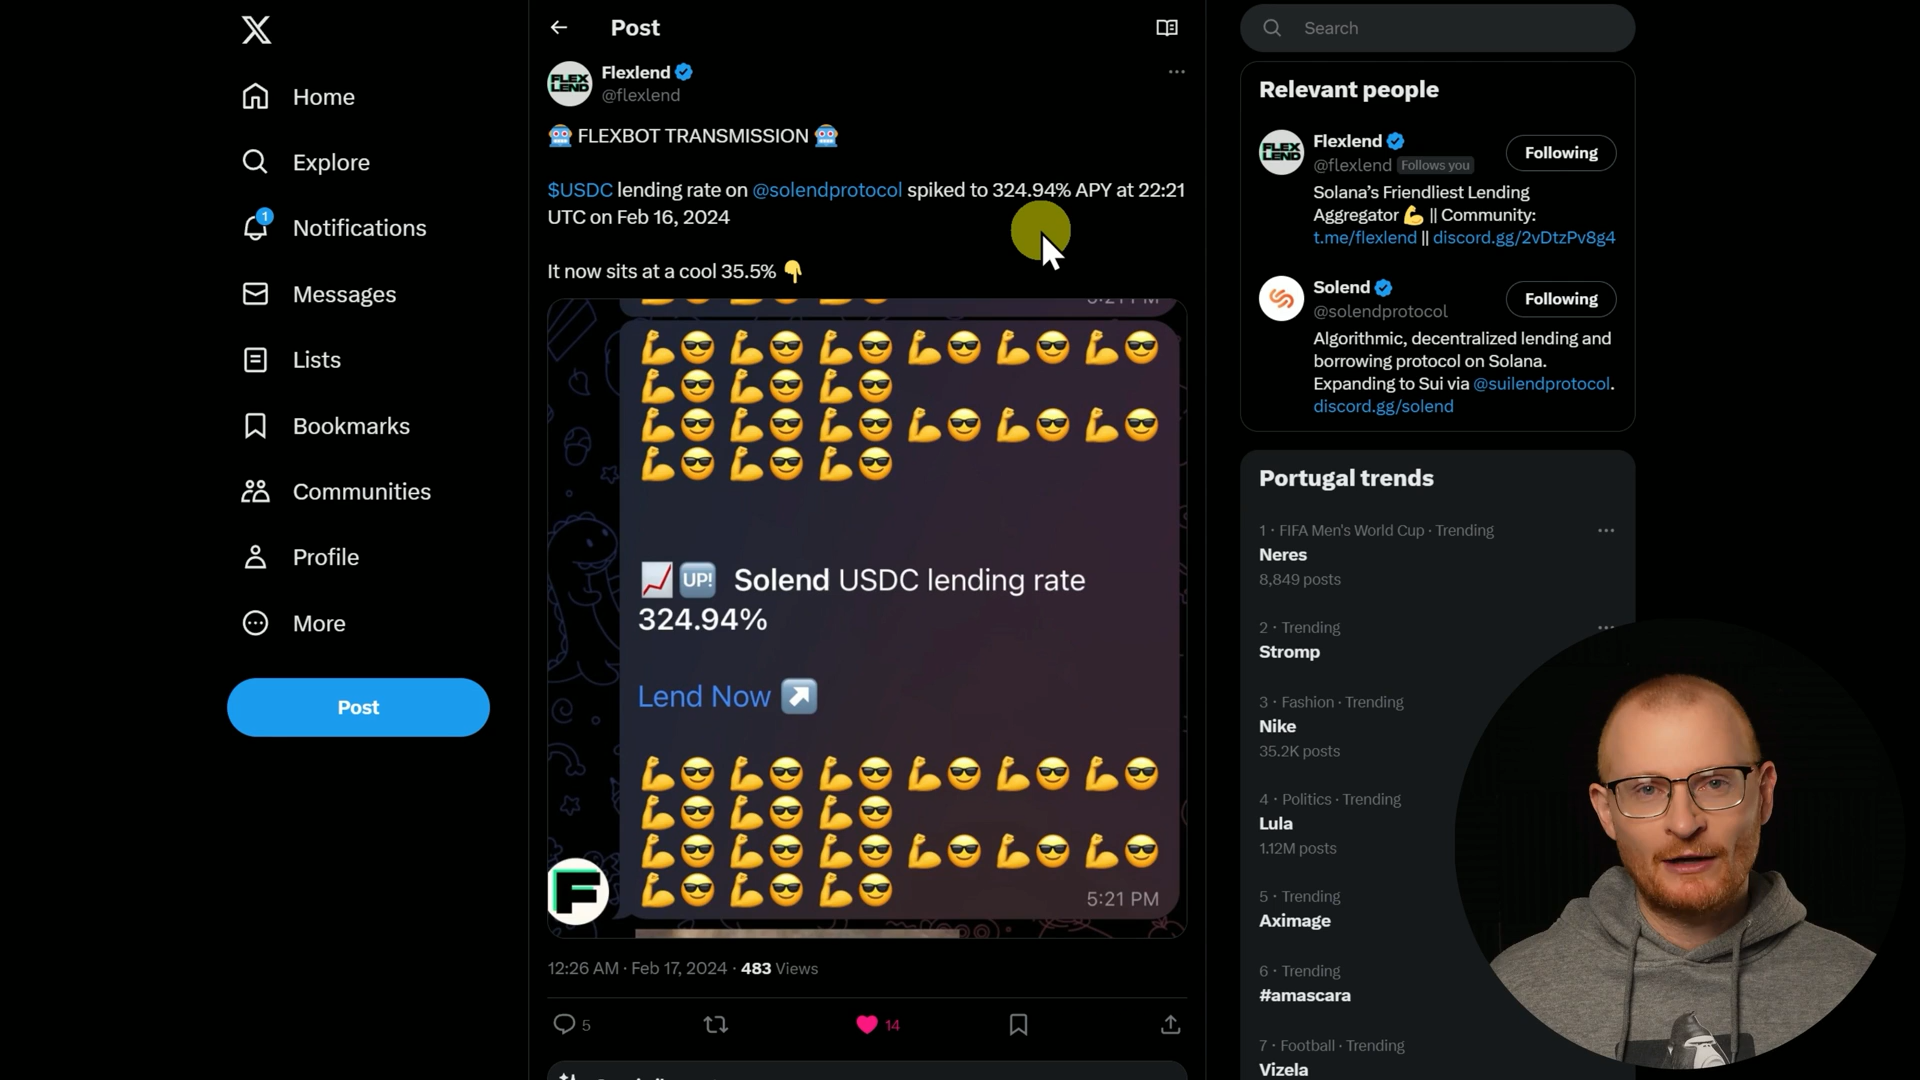 Home
Explore
1
Notifications
Messages
Lists
Bookmarks
Communities
Profile
More
Post
Post
FLEX
LEND
Flexlend
@flexlend
FLEXBOT TRANSMISSION
$USDC lending rate on @solendprotocol spiked to 324.94% APY at 22:21
UTC on Feb 16, 2024
It now sits at a cool 35.5%
UP! Solend USDC lending rate
324.94%
Lend Now
5:21 PM
12:26 AM · Feb 17, 2024 · 483 Views
5
14
Search
Relevant people
FLEX
LEND
Flexlend
Following
@flexlend Follows you
Solana's Friendliest Lending
Aggregator || Community:
t.me/flexlend || discord.gg/2vDtzPv8g4
Solend
Following
@solendprotocol
Algorithmic, decentralized lending and
borrowing protocol on Solana.
Expanding to Sui via @suilendprotocol.
discord.gg/solend
Portugal trends
1 · FIFA Men's World Cup · Trending
Neres
8,849 posts
2 · Trending
Stromp
3 · Fashion · Trending
Nike
35.2K posts
4 · Politics · Trending
Lula
1.12M posts
5 · Trending
Aximage
6 · Trending
#amascara
7 · Football · Trending
Vizela